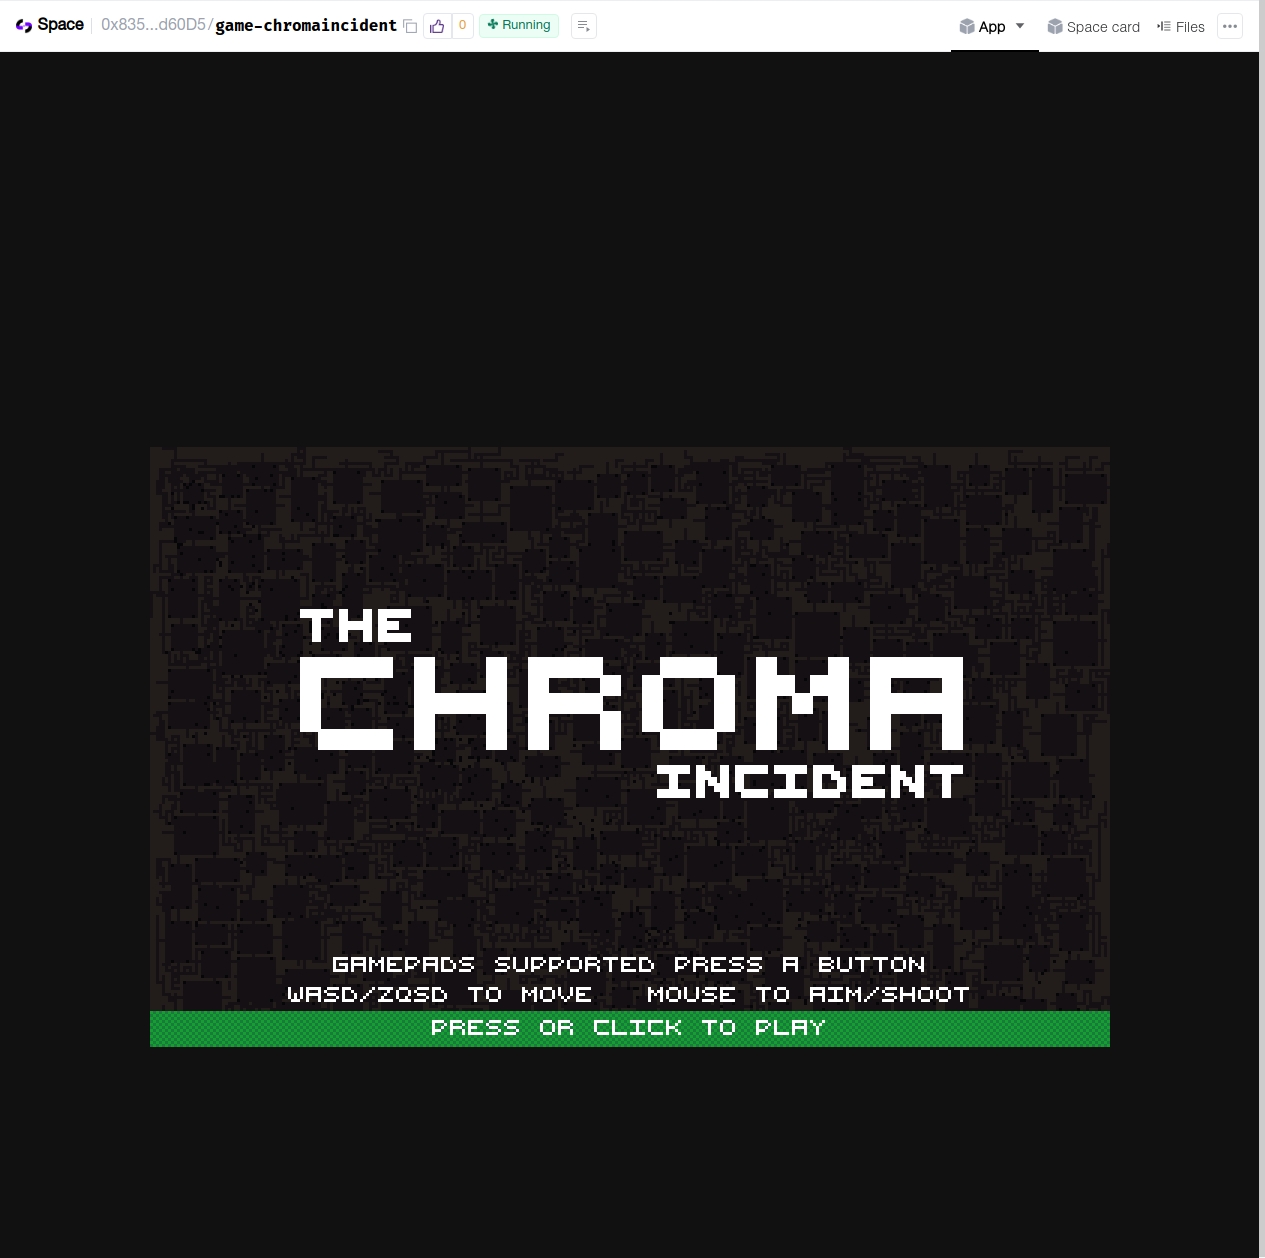 Space 0x835...d60D5/game-chromaincident 0 Running App Space card Files
THE
CHROMA
INCIDENT
GAMEPADS SUPPORTED PRESS A BUTTON
WASD/ZQSD TO MOVE MOUSE TO AIM/SHOOT
PRESS OR CLICK TO PLAY